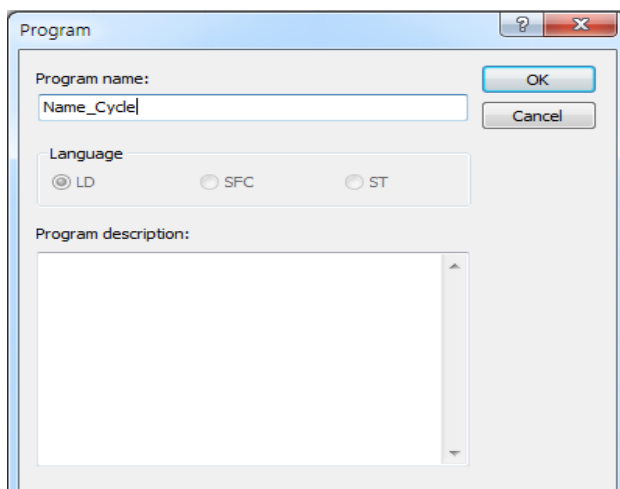 Program
Program name:
OK
Name_Cycle
Cancel
Language
LD SFC ST
Program description: